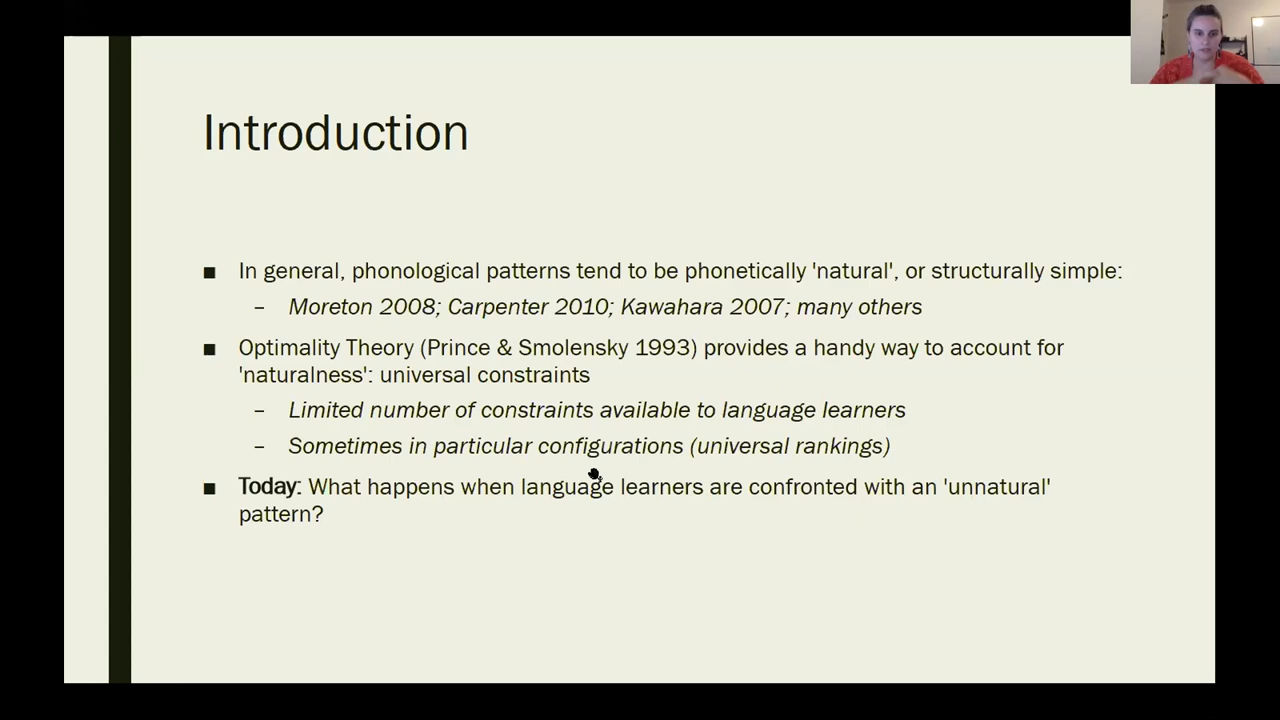 Introduction
■ In general, phonological patterns tend to be phonetically 'natural', or structurally simple:
– Moreton 2008; Carpenter 2010; Kawahara 2007; many others
■ Optimality Theory (Prince & Smolensky 1993) provides a handy way to account for
'naturalness': universal constraints
– Limited number of constraints available to language learners
– Sometimes in particular configurations (universal rankings)
■ Today: What happens when language learners are confronted with an 'unnatural'
pattern?